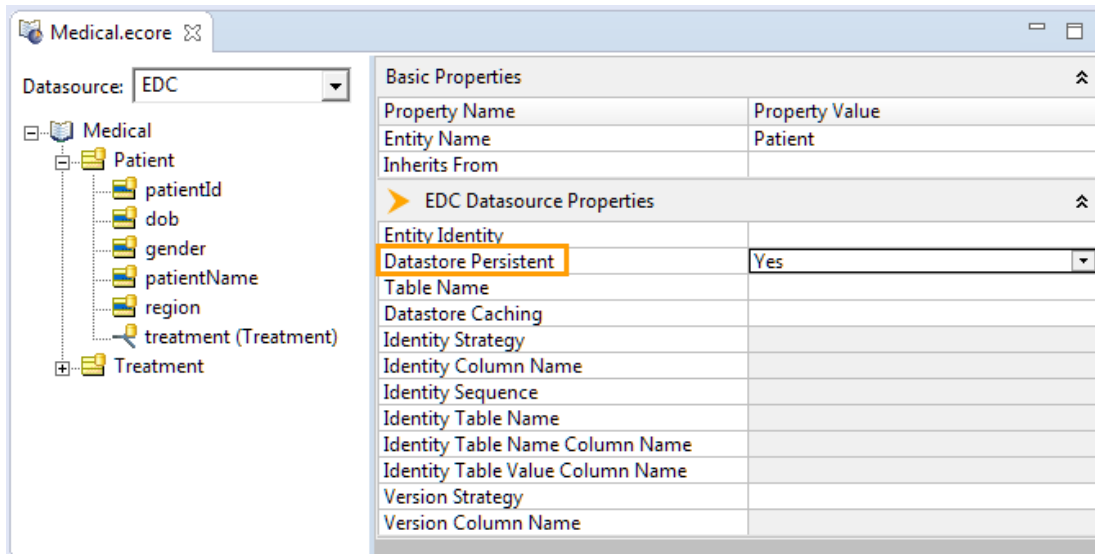 Medical.ecore
Datasource: EDC
Medical
Patient
patientId
dob
gender
patientName
region
treatment (Treatment)
Treatment
Basic Properties
Property Name Property Value
Entity Name Patient
Inherits From
EDC Datasource Properties
Entity Identity
Datastore Persistent Yes
Table Name
Datastore Caching
Identity Strategy
Identity Column Name
Identity Sequence
Identity Table Name
Identity Table Name Column Name
Identity Table Value Column Name
Version Strategy
Version Column Name